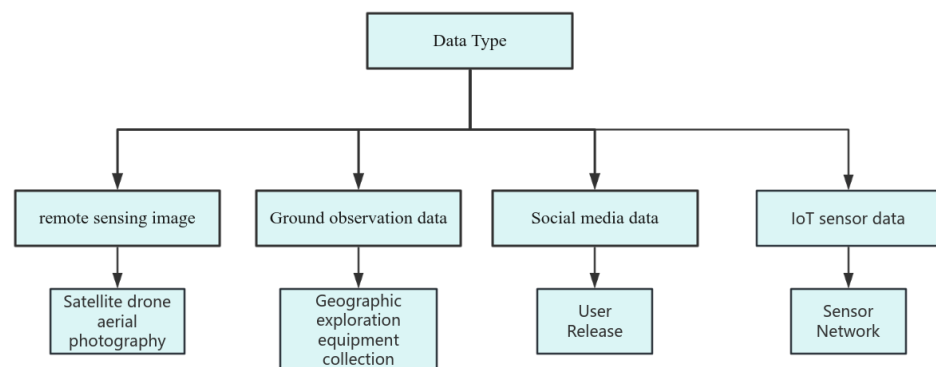 Data Type
remote sensing image
Ground observation data
Social media data
IoT sensor data
Satellite drone
aerial
photography
Geographic
exploration
equipment
collection
User
Release
Sensor
Network